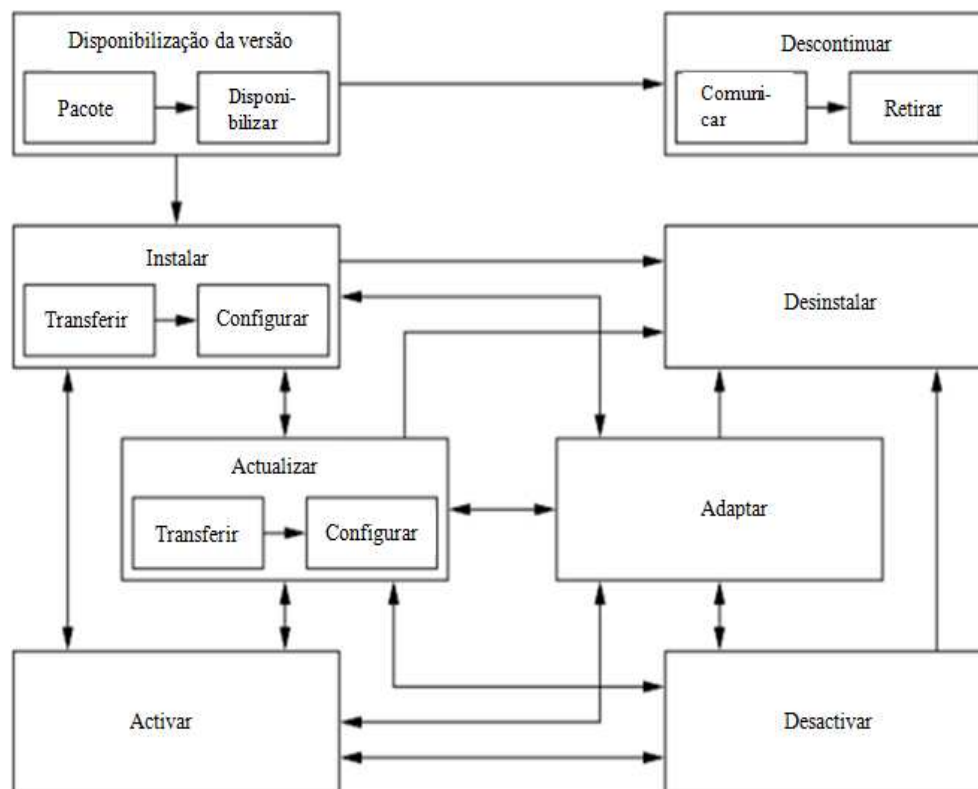 Disponibilização da versão
Pacote
Disponi-
bilizar
Descontinuar
Comuni-
car
Retirar
Instalar
Transferir
Configurar
Desinstalar
Actualizar
Transferir
Configurar
Adaptar
Activar
Desactivar